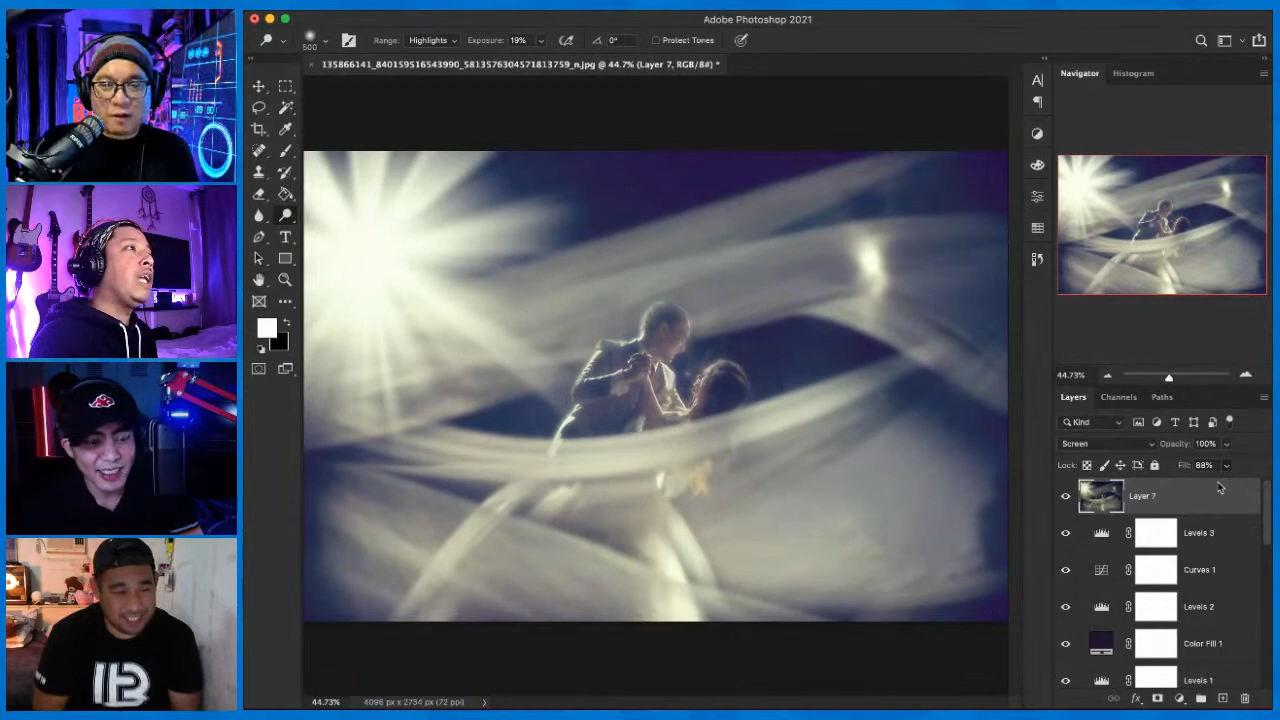 Adobe Photoshop 2021
500
Range: Highlights
Exposure: 19%
0°
Protect Tones
135866141_840159516543990_5813576304571813759_n.jpg @ 44.7% (Layer 7, RGB/8#) *
Navigator
Histogram
44.73%
Layers
Channels
Paths
Kind
Screen
Opacity: 100%
Lock:
Fill: 88%
Layer 7
Levels 3
Curves 1
Levels 2
Color Fill 1
Levels 1
44.73%
4096 px x 2734 px (72 ppi)